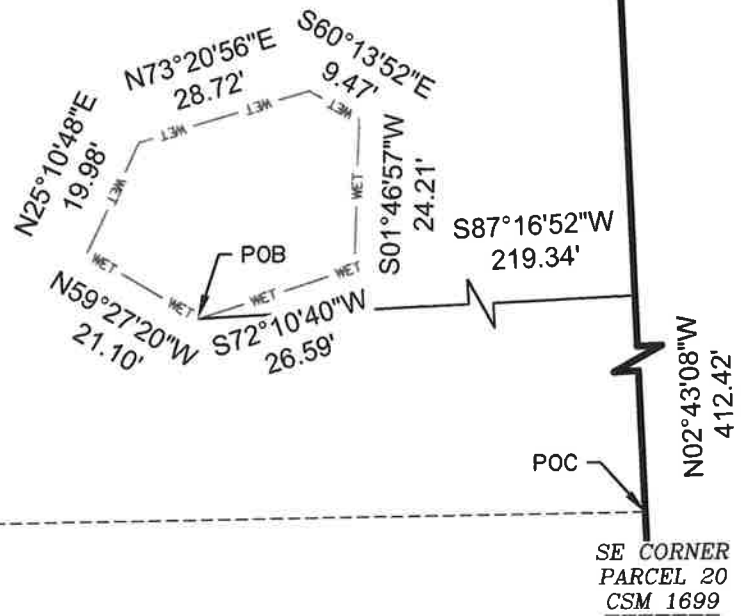 N73°20'56"E
28.72'
S60°13'52"E
9.47'
N25°10'48"E
19.98'
WET
WET
WET
WET
S01°46'57"W
24.21'
S87°16'52"W
219.34'
POB
WET
WET
WET
N59°27'20"W
21.10'
WET
S72°10'40"W
26.59'
N02°43'08"W
412.42'
POC
SE CORNER
PARCEL 20
CSM 1699